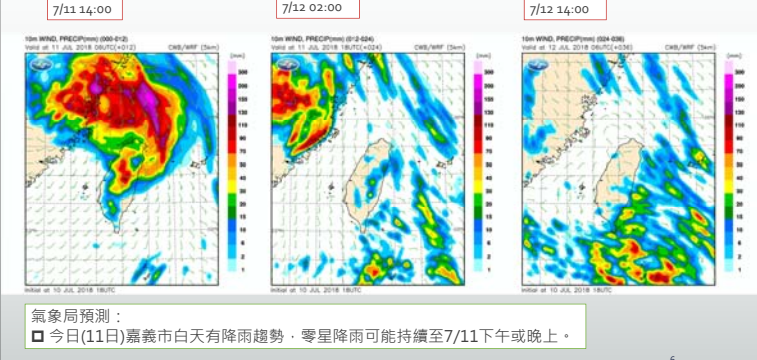 7/11 14:00
7/12 02:00
7/12 14:00
10m WIND, PRECIP(mm) (000-012)
Valid at 11 JUL 2018 06UTC(+012) CWB/WRF (3km)
10m WIND, PRECIP(mm) (012-024)
Valid at 11 JUL 2018 18UTC(+024) CWB/WRF (3km)
10m WIND, PRECIP(mm) (024-036)
Valid at 12 JUL 2018 06UTC(+036) CWB/WRF (3km)
Initial at 10 JUL 2018 18UTC
Initial at 10 JUL 2018 18UTC
Initial at 10 JUL 2018 18UTC
氣象局預測：
今日(11日)嘉義市白天有降雨趨勢，零星降雨可能持續至7/11下午或晚上。